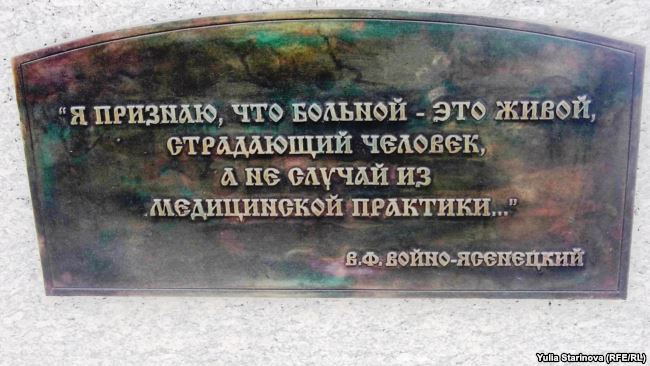 “Я ПРИЗНАЮ, ЧТО БОЛЬНОЙ - ЭТО ЖИВОЙ,
СТРАДАЮЩИЙ ЧЕЛОВЕК,
А НЕ СЛУЧАЙ ИЗ
МЕДИЦИНСКОЙ ПРАКТИКИ...”
В.Ф. ВОЙНО-ЯСЕНЕЦКИЙ
Yulia Starinova (RFE/RL)